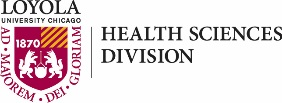 LOYOLA
UNIVERSITY CHICAGO
1870
AD • MAJOREM • DEI • GLORIAM
HEALTH SCIENCES
DIVISION